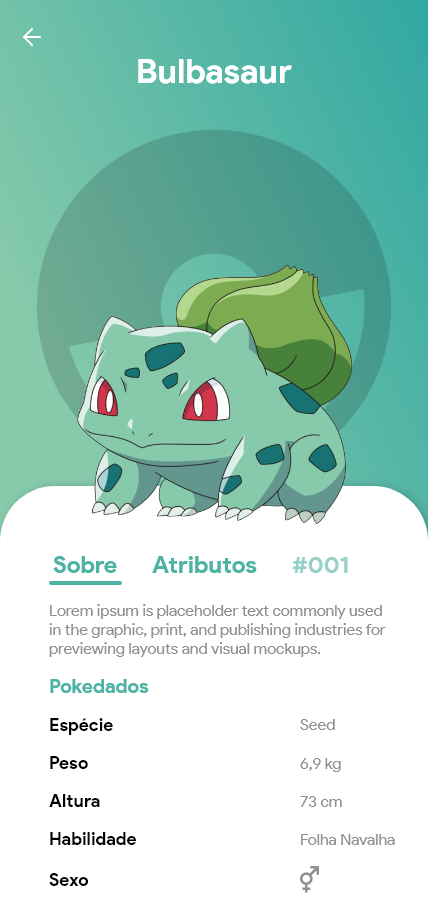 Bulbasaur
Sobre Atributos #001
Lorem ipsum is placeholder text commonly used
in the graphic, print, and publishing industries for
previewing layouts and visual mockups.
Pokedados
Espécie Seed
Peso 6,9 kg
Altura 73 cm
Habilidade Folha Navalha
Sexo